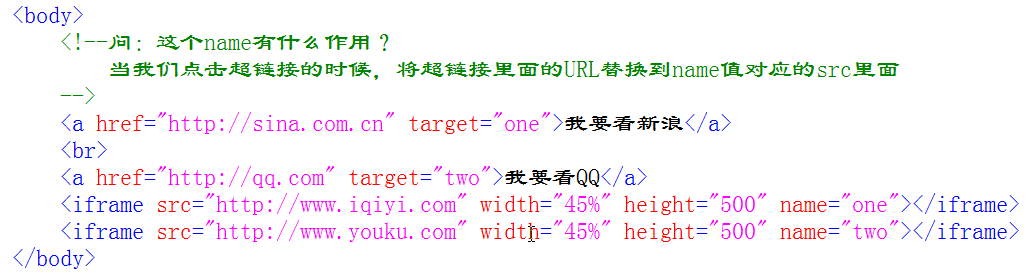 <body>
<!--问：这个name有什么作用？
当我们点击超链接的时候，将超链接里面的URL替换到name值对应的src里面
-->
<a href="http://sina.com.cn" target="one">我要看新浪</a>
<br>
<a href="http://qq.com" target="two">我要看QQ</a>
<iframe src="http://www.iqiyi.com" width="45%" height="500" name="one"></iframe>
<iframe src="http://www.youku.com" width="45%" height="500" name="two"></iframe>
</body>